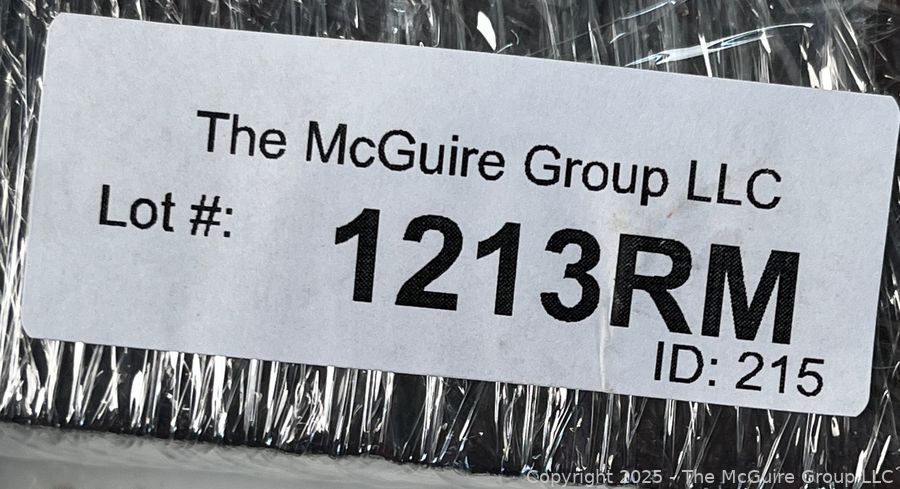 The McGuire Group LLC
Lot #: 1213RM
ID: 215
Copyright 2025 - The McGuire Group LLC